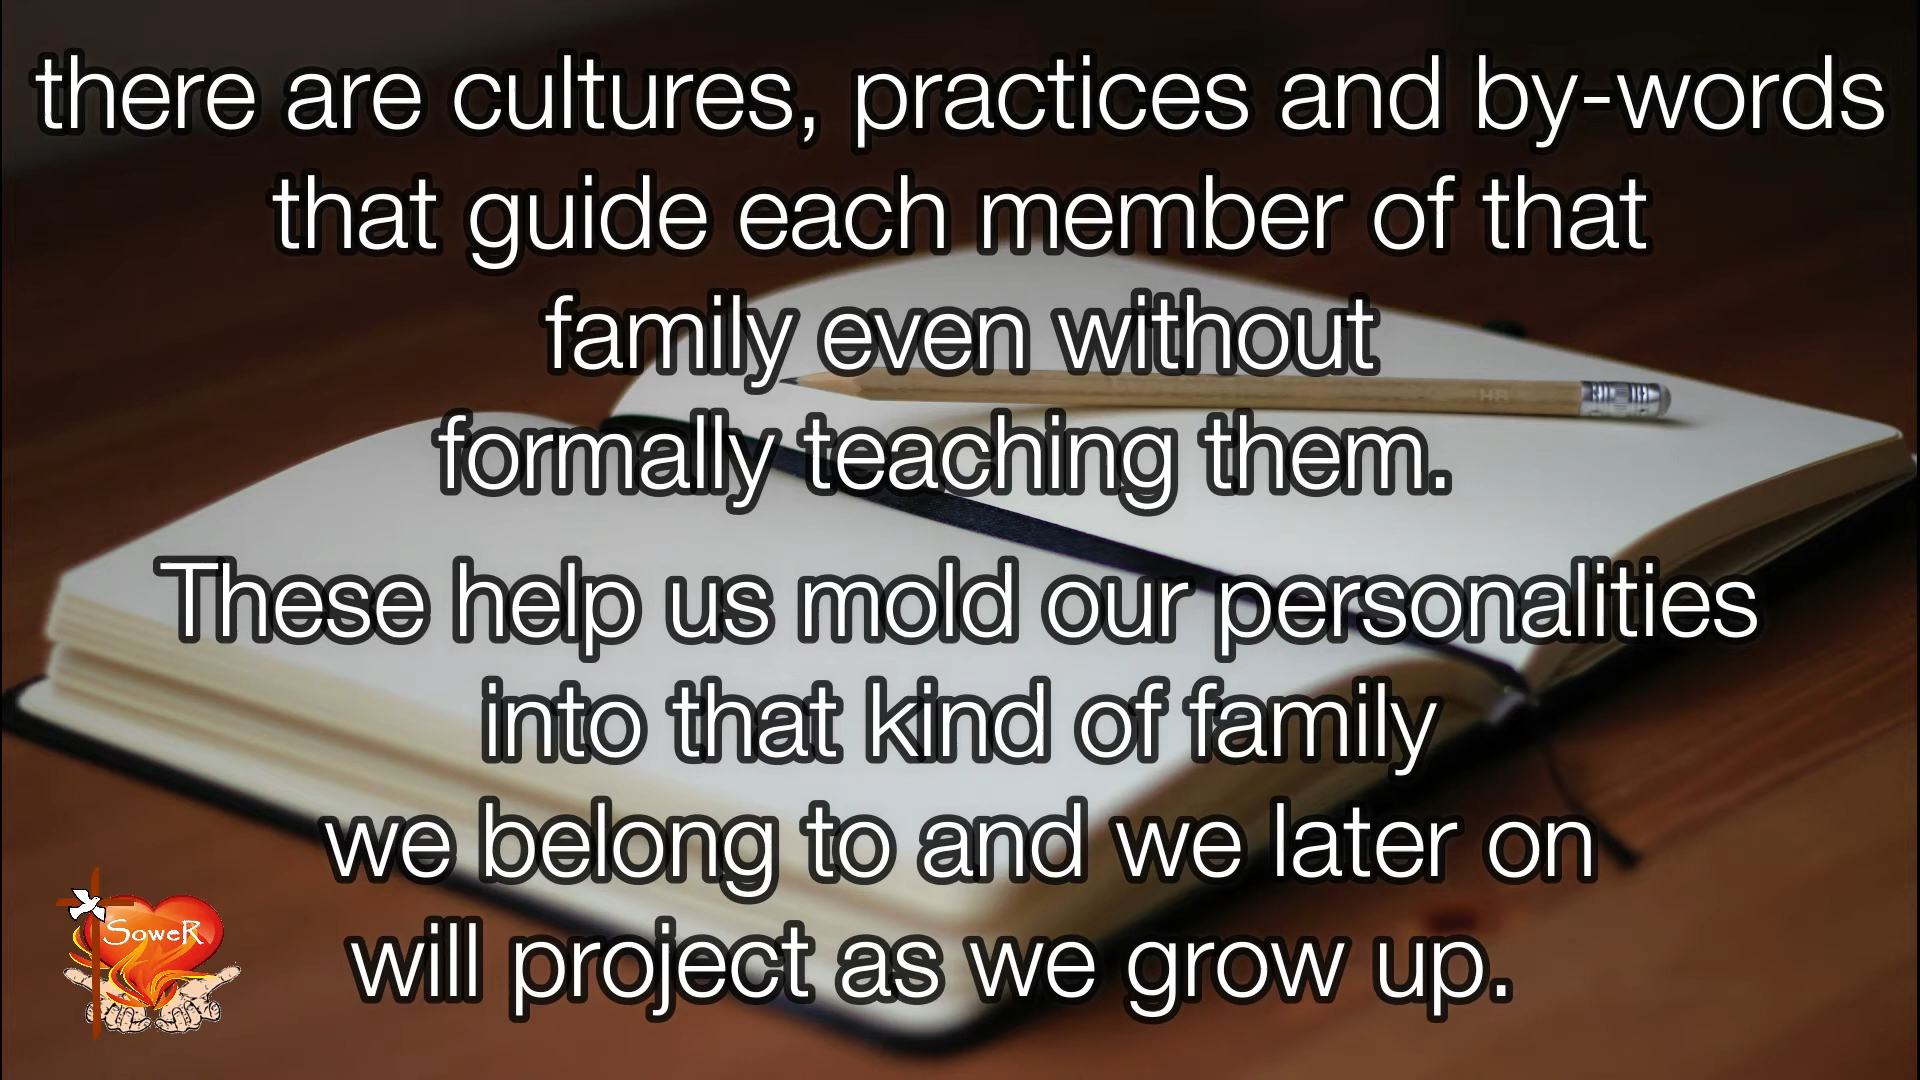 there are cultures, practices and by-words
that guide each member of that
family even without
formally teaching them.
These help us mold our personalities
into that kind of family
we belong to and we later on
will project as we grow up.
SoweR
HB